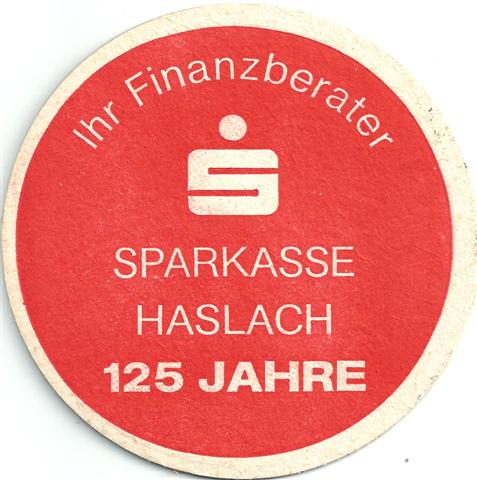 Ihr Finanzberater
SPARKASSE
HASLACH
125 JAHRE